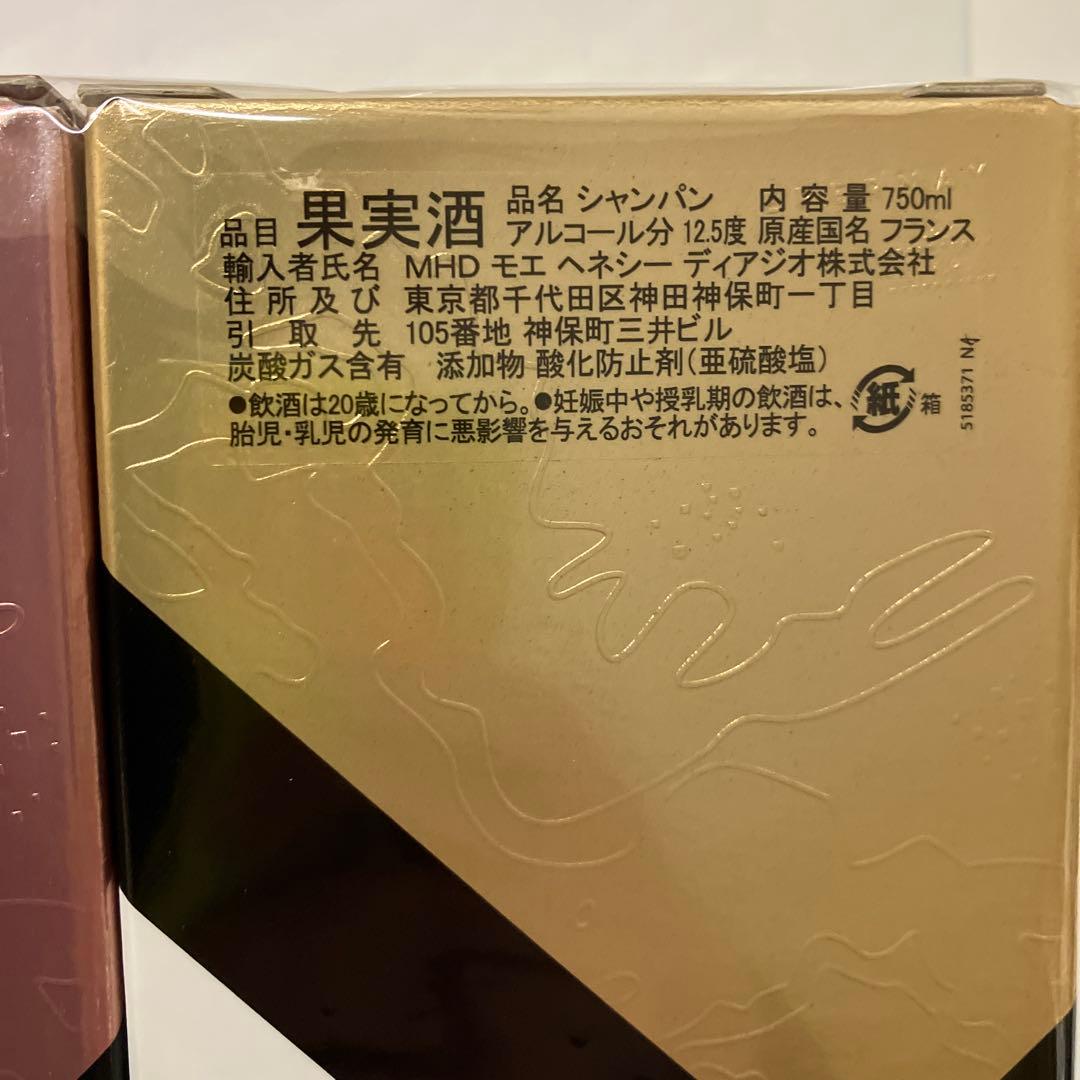 品目 果実酒 品名 シャンパン 内容量 750ml
アルコール分 12.5度 原産国名 フランス
輸入者氏名 MHD モエ ヘネシー ディアジオ株式会社
住所及び 東京都千代田区神田神保町一丁目
引取先 105番地 神保町三井ビル
炭酸ガス含有 添加物 酸化防止剤(亜硫酸塩)
●飲酒は20歳になってから。●妊娠中や授乳期の飲酒は、
胎児・乳児の発育に悪影響を与えるおそれがあります。
紙 箱
5185371